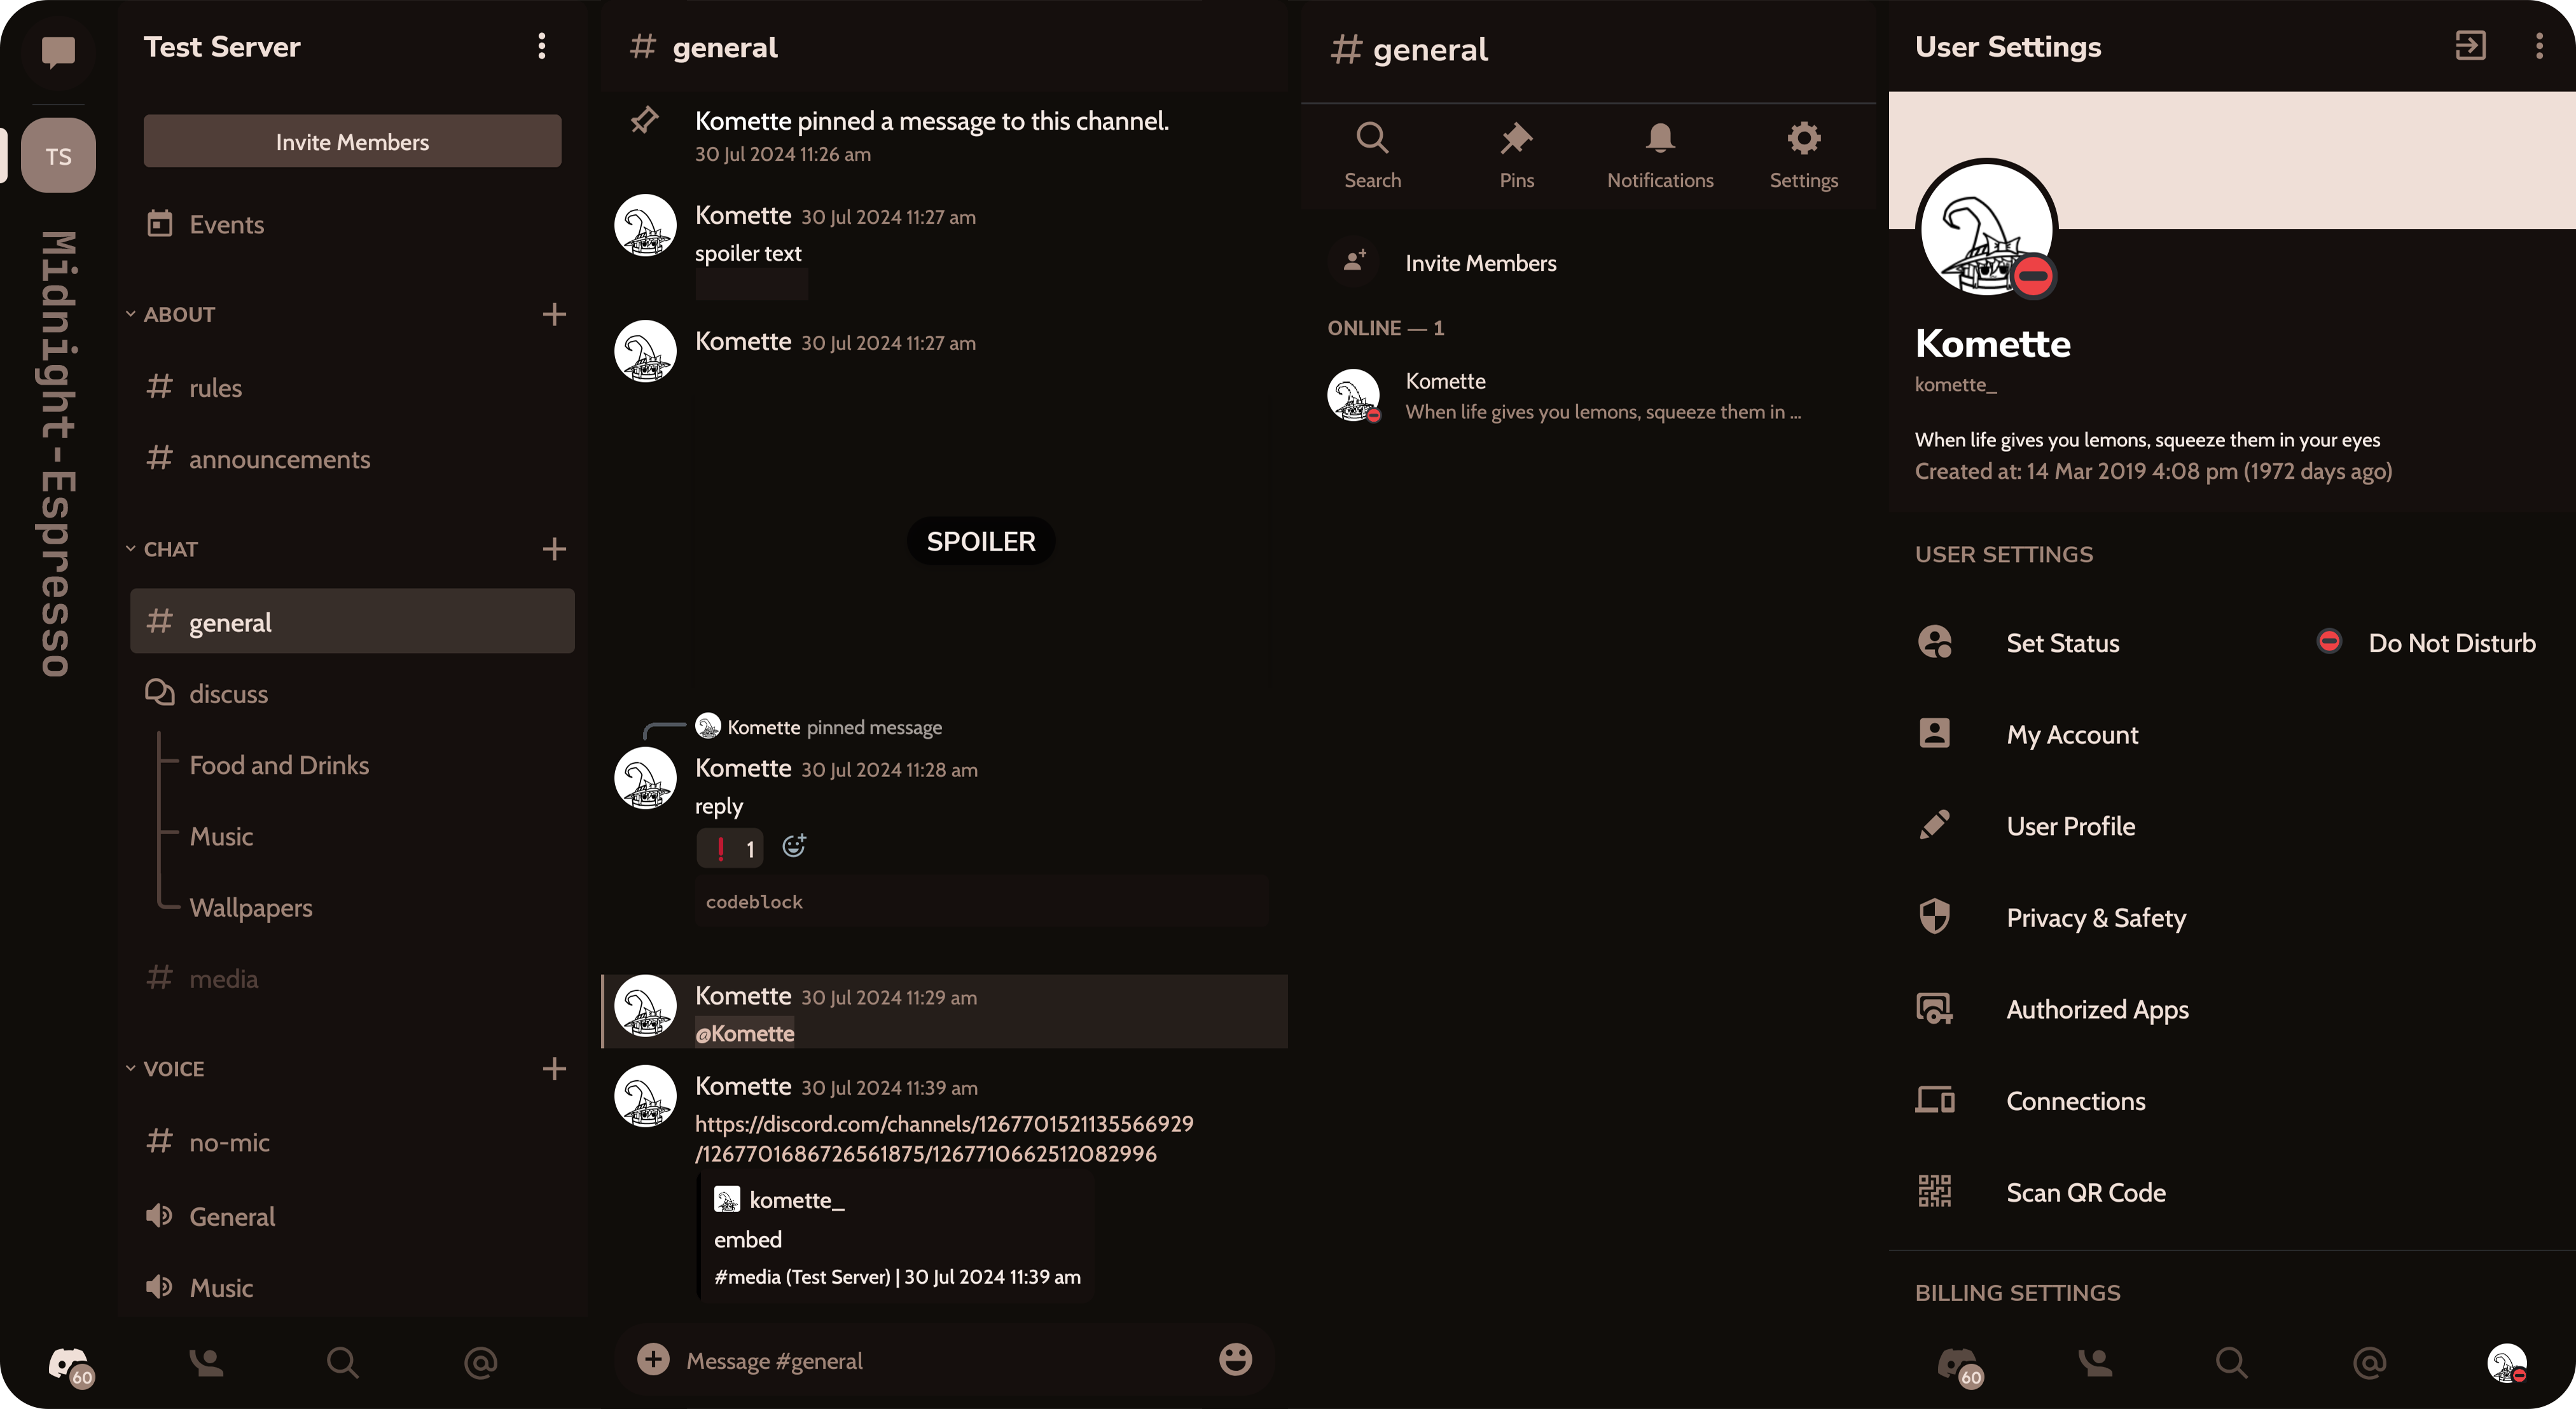 Test Server
Invite Members
TS
Midnight-Espresso
Events
ABOUT
rules
announcements
CHAT
general
discuss
Food and Drinks
Music
Wallpapers
media
VOICE
no-mic
General
Music
60
# general
Komette pinned a message to this channel.
30 Jul 2024 11:26 am
Komette 30 Jul 2024 11:27 am
spoiler text
Komette 30 Jul 2024 11:27 am
SPOILER
Komette pinned message
Komette 30 Jul 2024 11:28 am
reply
❗ 1
codeblock
Komette 30 Jul 2024 11:29 am
@Komette
Komette 30 Jul 2024 11:39 am
https://discord.com/channels/1267701521135566929
/1267701686726561875/1267710662512082996
komette_
embed
#media (Test Server) | 30 Jul 2024 11:39 am
Message #general
# general
Search Pins Notifications Settings
Invite Members
ONLINE — 1
Komette
When life gives you lemons, squeeze them in ...
User Settings
Komette
komette_
When life gives you lemons, squeeze them in your eyes
Created at: 14 Mar 2019 4:08 pm (1972 days ago)
USER SETTINGS
Set Status Do Not Disturb
My Account
User Profile
Privacy & Safety
Authorized Apps
Connections
Scan QR Code
BILLING SETTINGS
60